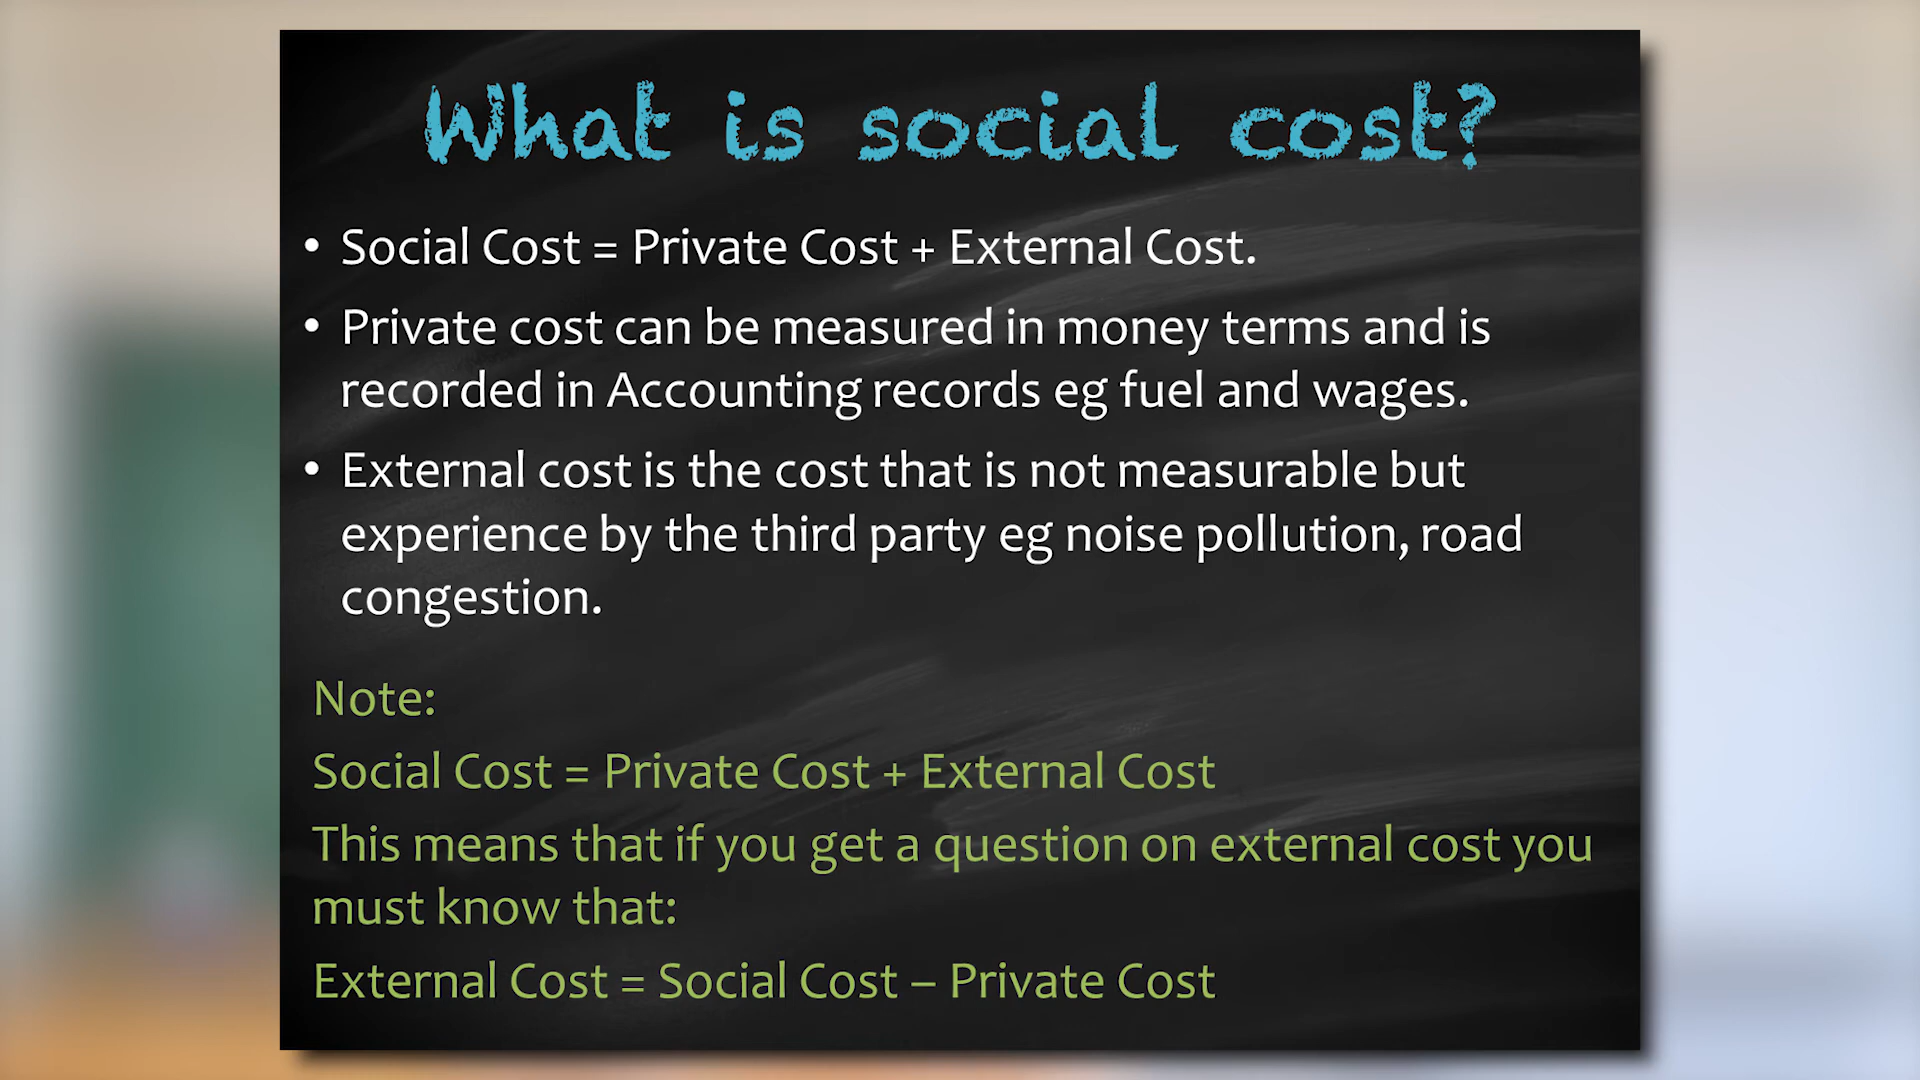 What is social cost?
• Social Cost = Private Cost + External Cost.
• Private cost can be measured in money terms and is
recorded in Accounting records eg fuel and wages.
• External cost is the cost that is not measurable but
experience by the third party eg noise pollution, road
congestion.
Note:
Social Cost = Private Cost + External Cost
This means that if you get a question on external cost you
must know that:
External Cost = Social Cost – Private Cost